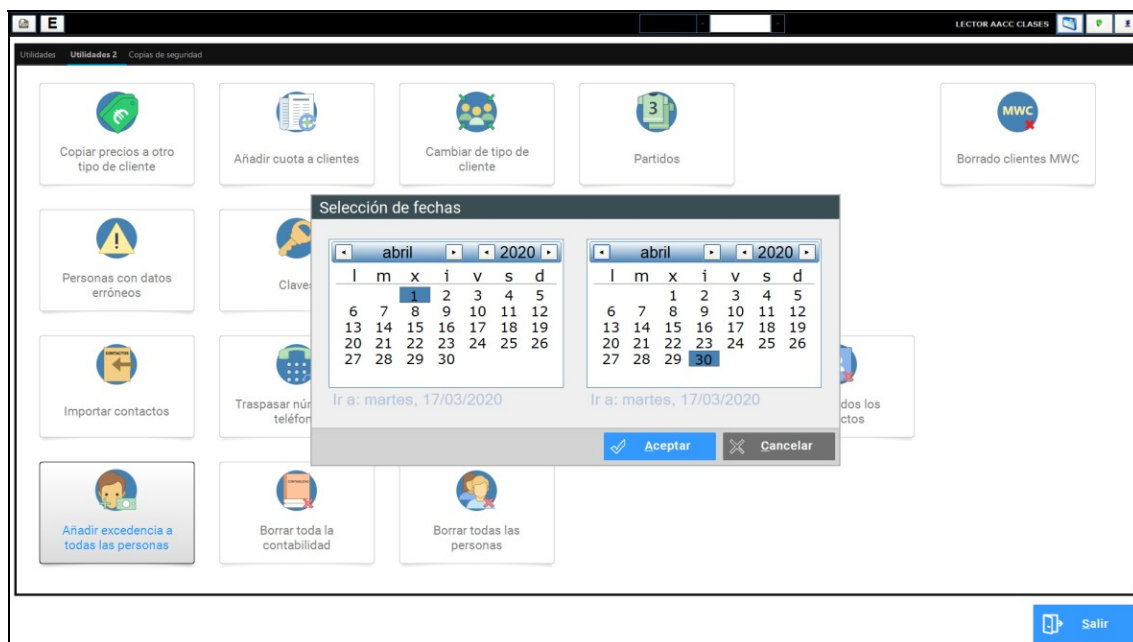 E
LECTOR AACC CLASES
Utilidades Utilidades 2 Copias de seguridad
Copiar precios a otro
tipo de cliente
Añadir cuota a clientes
Cambiar de tipo de
cliente
3
Partidos
MWC
Borrado clientes MWC
Personas con datos
erróneos
Clave
Selección de fechas
abril 2020
l m x j v s d
1 2 3 4 5
6 7 8 9 10 11 12
13 14 15 16 17 18 19
20 21 22 23 24 25 26
27 28 29 30
Ir a: martes, 17/03/2020
abril 2020
l m x j v s d
1 2 3 4 5
6 7 8 9 10 11 12
13 14 15 16 17 18 19
20 21 22 23 24 25 26
27 28 29 30
Ir a: martes, 17/03/2020
Aceptar
Cancelar
CONTACTOS
Importar contactos
Traspasar núm
teléfon
dos los
ctos
Añadir excedencia a
todas las personas
CONTABILIDAD
Borrar toda la
contabilidad
Borrar todas las
personas
Salir